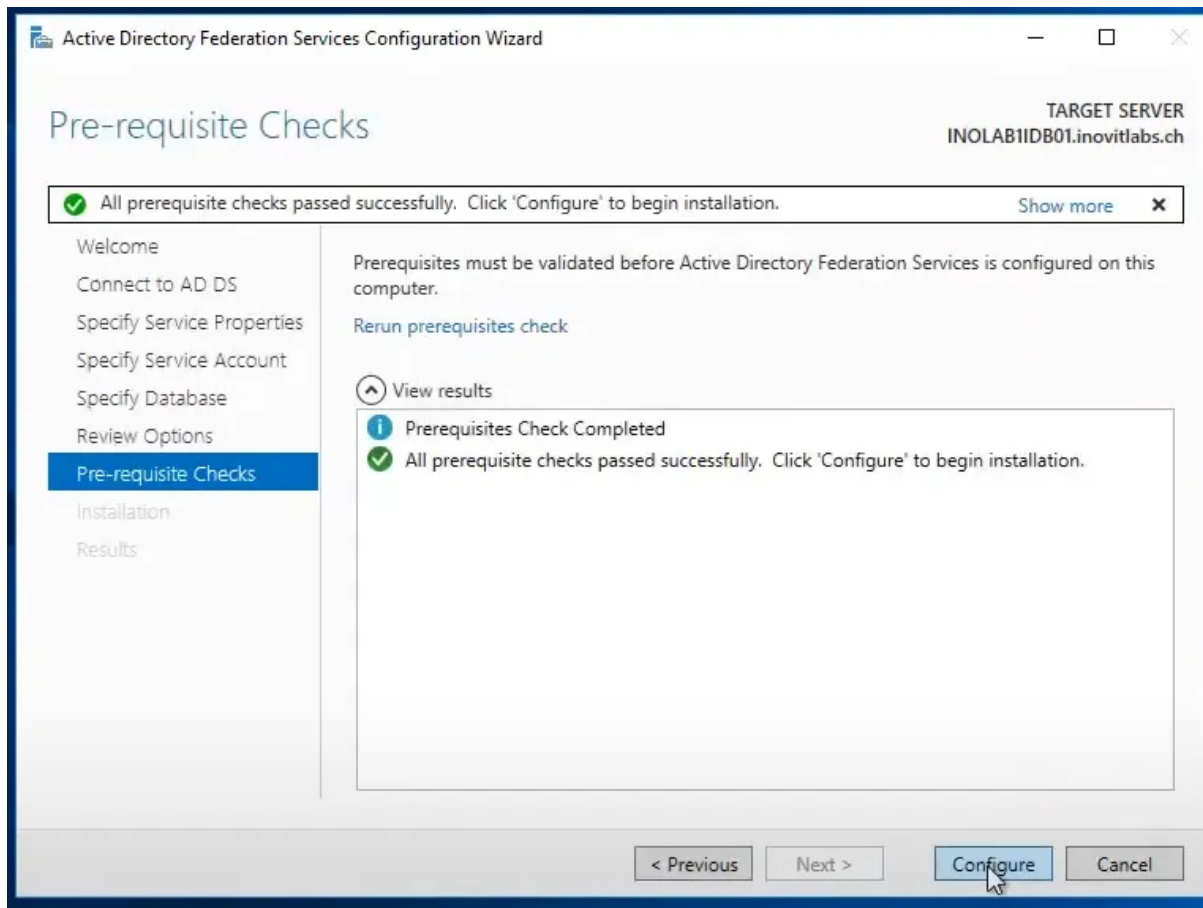 Active Directory Federation Services Configuration Wizard
Pre-requisite Checks
TARGET SERVER
INOLAB1IDB01.inovitlabs.ch
All prerequisite checks passed successfully. Click 'Configure' to begin installation.
Show more
Welcome
Connect to AD DS
Specify Service Properties
Specify Service Account
Specify Database
Review Options
Pre-requisite Checks
Installation
Results
Prerequisites must be validated before Active Directory Federation Services is configured on this
computer.
Rerun prerequisites check
View results
Prerequisites Check Completed
All prerequisite checks passed successfully. Click 'Configure' to begin installation.
< Previous
Next >
Configure
Cancel